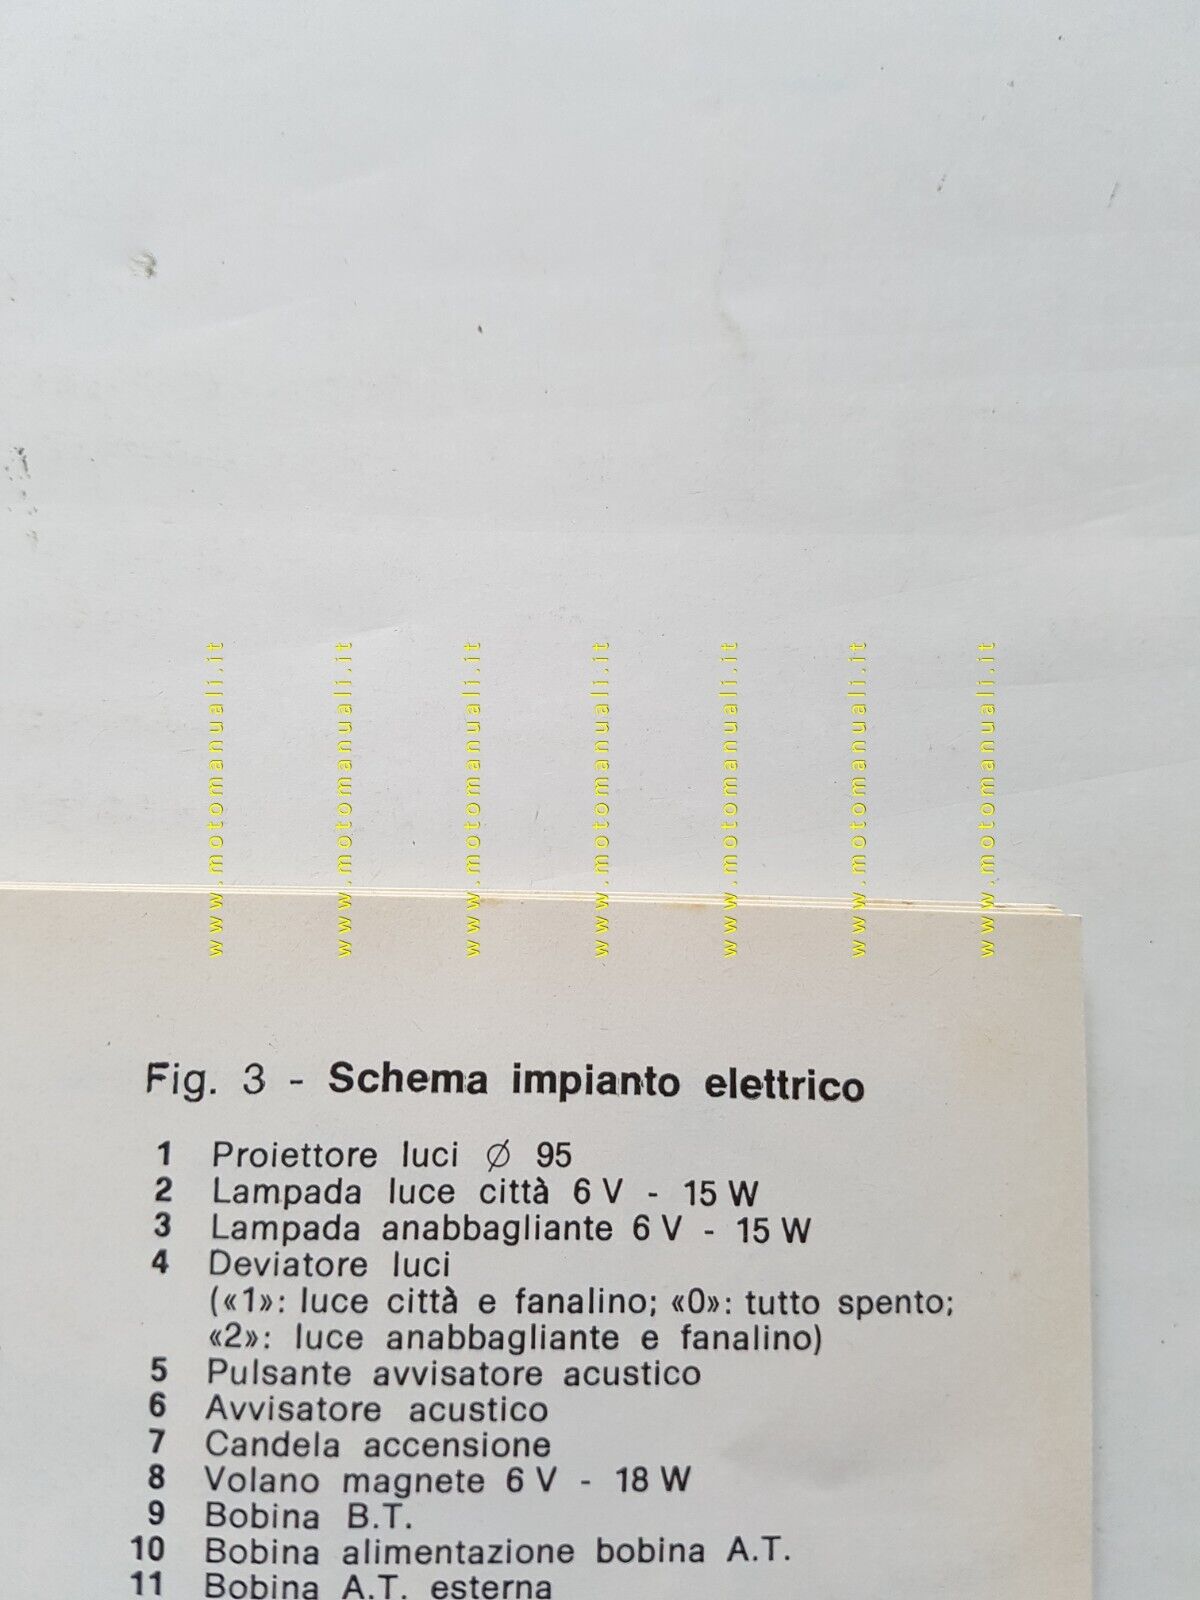 www.motomanuali.it
www.motomanuali.it
www.motomanuali.it
www.motomanuali.it
www.motomanuali.it
www.motomanuali.it
www.motomanuali.it
Fig. 3 - Schema impianto elettrico
1 Proiettore luci ∅ 95
2 Lampada luce città 6 V - 15 W
3 Lampada anabbagliante 6 V - 15 W
4 Deviatore luci
(«1»: luce città e fanalino; «0»: tutto spento;
«2»: luce anabbagliante e fanalino)
5 Pulsante avvisatore acustico
6 Avvisatore acustico
7 Candela accensione
8 Volano magnete 6 V - 18 W
9 Bobina B.T.
10 Bobina alimentazione bobina A.T.
11 Bobina A.T. esterna